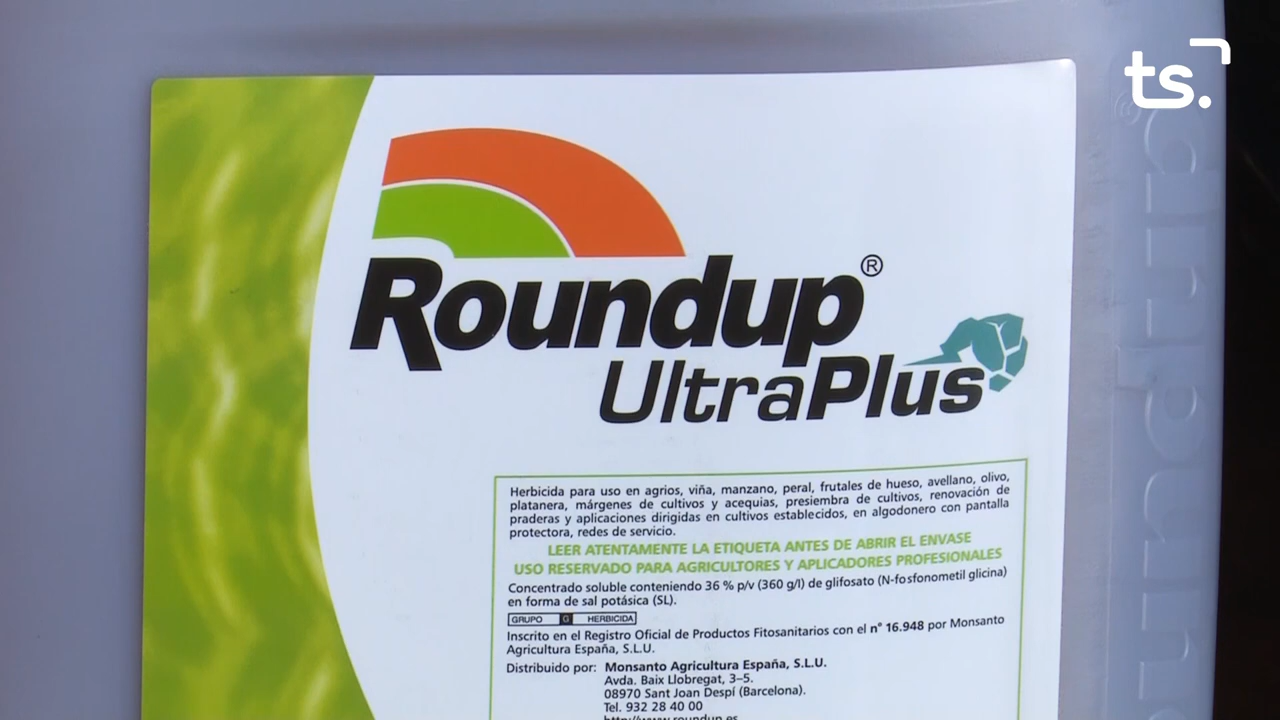 ts.
Roundup®
UltraPlus
Herbicida para uso en agrios, viña, manzano, peral, frutales de hueso, avellano, olivo,
platanera, márgenes de cultivos y acequias, presiembra de cultivos, renovación de
praderas y aplicaciones dirigidas en cultivos establecidos, en algodonero con pantalla
protectora, redes de servicio.
LEER ATENTAMENTE LA ETIQUETA ANTES DE ABRIR EL ENVASE
USO RESERVADO PARA AGRICULTORES Y APLICADORES PROFESIONALES
Concentrado soluble conteniendo 36 % p/v (360 g/l) de glifosato (N-fosfonometil glicina)
en forma de sal potásica (SL).
GRUPO G HERBICIDA
Inscrito en el Registro Oficial de Productos Fitosanitarios con el n° 16.948 por Monsanto
Agricultura España, S.L.U.
Distribuido por: Monsanto Agricultura España, S.L.U.
Avda. Baix Llobregat, 3–5.
08970 Sant Joan Despí (Barcelona).
Tel. 932 28 40 00
http://www.roundup.es